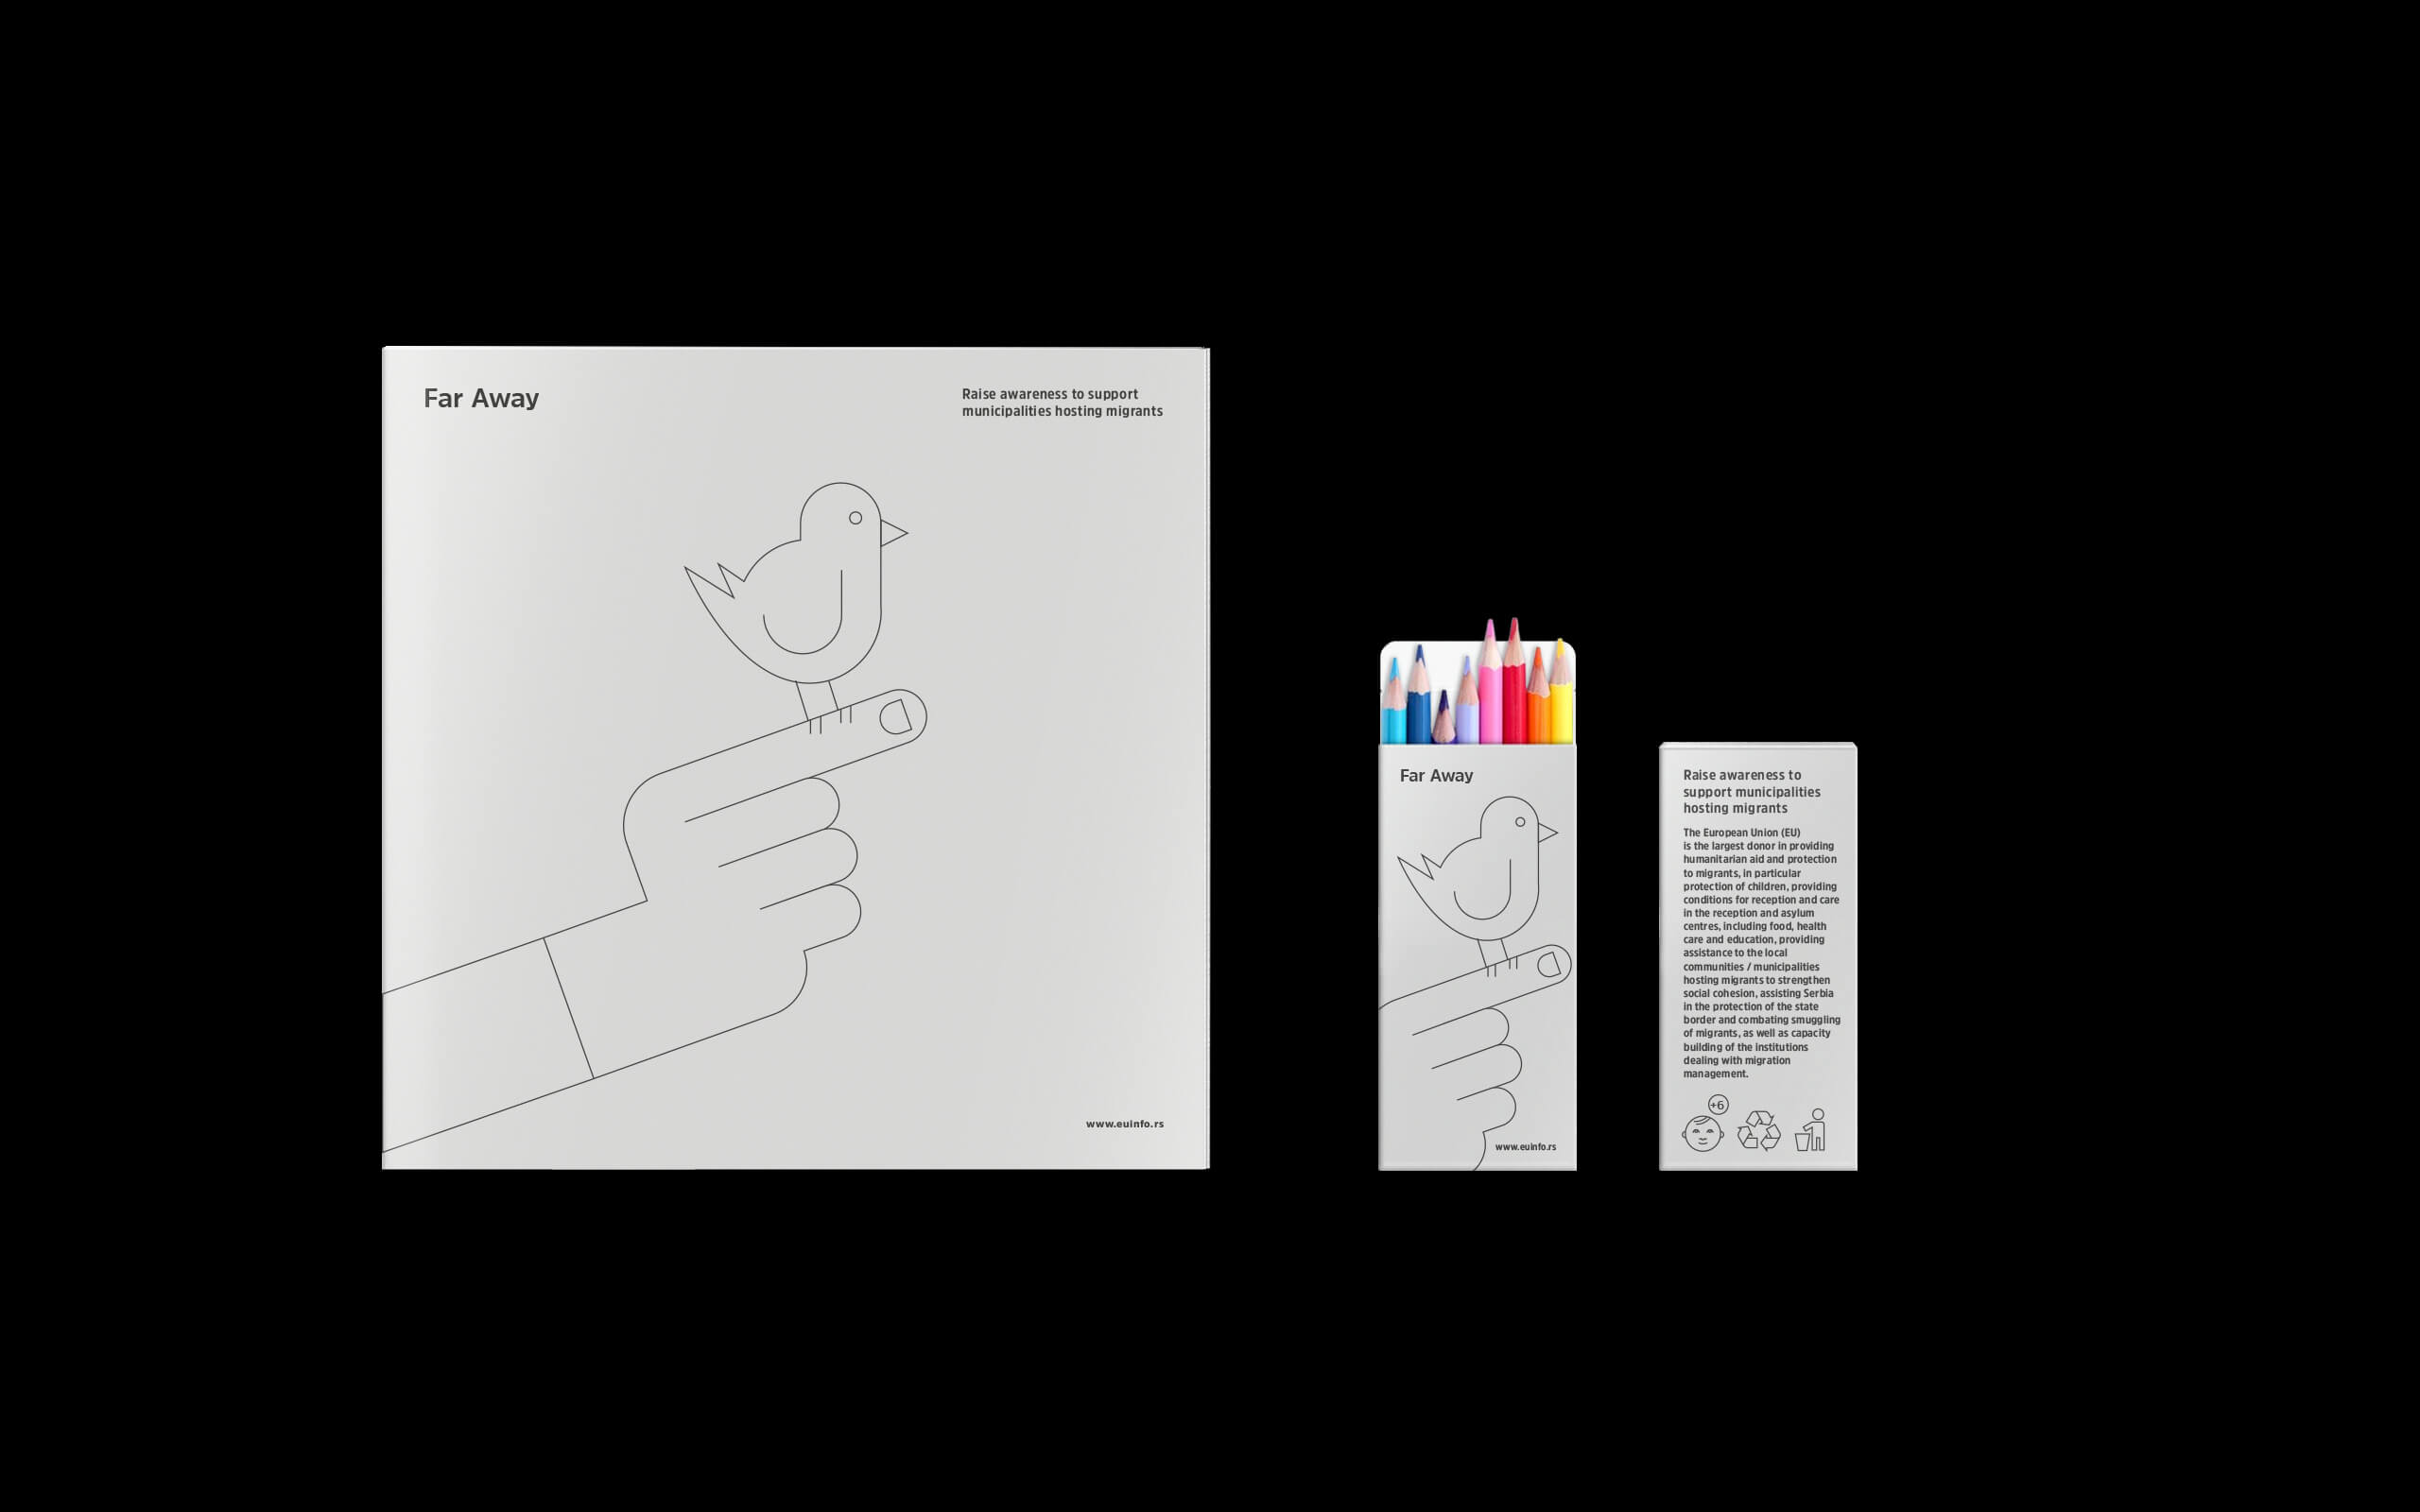 Far Away
Raise awareness to support
municipalities hosting migrants
www.euinfo.rs
Far Away
www.euinfo.rs
Raise awareness to
support municipalities
hosting migrants
The European Union (EU)
is the largest donor in providing
humanitarian aid and protection
to migrants, in particular
protection of children, providing
conditions for reception and care
in the reception and asylum
centres, including food, health
care and education, providing
assistance to the local
communities / municipalities
hosting migrants to strengthen
social cohesion, assisting Serbia
in the protection of the state
border and combating smuggling
of migrants, as well as capacity
building of the institutions
dealing with migration
management.
+6